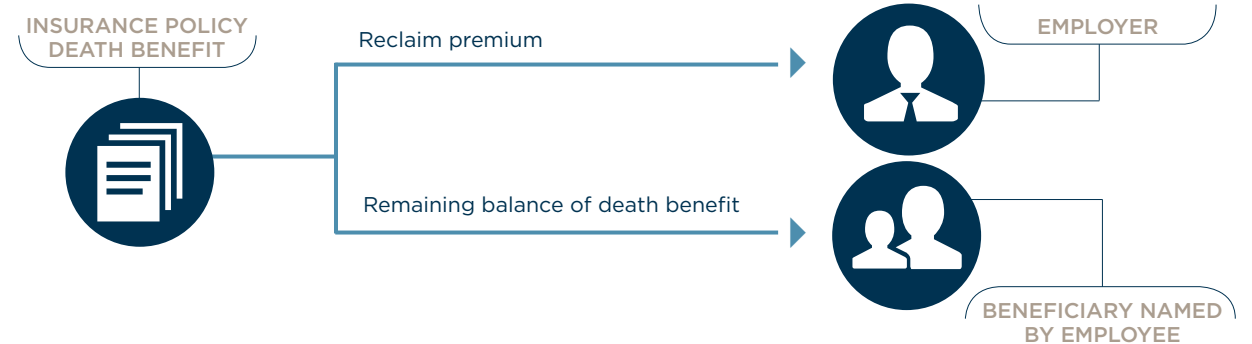 INSURANCE POLICY
DEATH BENEFIT
Reclaim premium
EMPLOYER
Remaining balance of death benefit
BENEFICIARY NAMED
BY EMPLOYEE